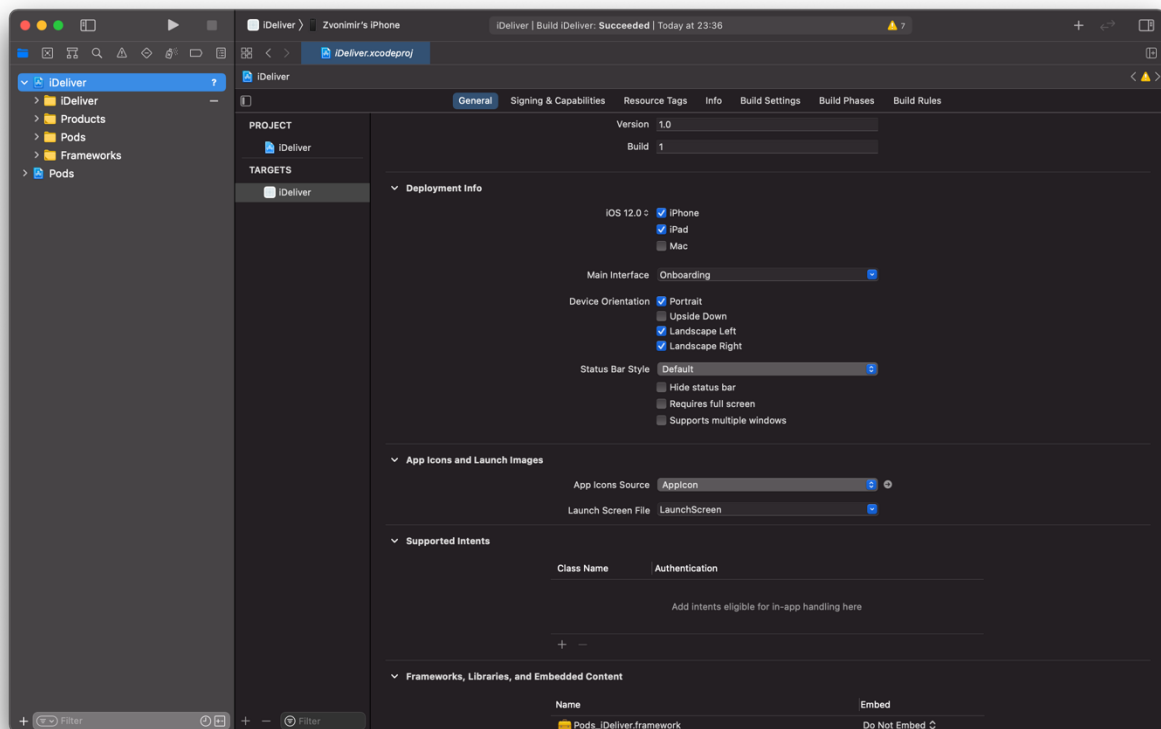 iDeliver
Zvonimir's iPhone
iDeliver | Build iDeliver: Succeeded | Today at 23:36
7
iDeliver.xcodeproj
iDeliver ?
iDeliver
Products
Pods
Frameworks
Pods
iDeliver
General Signing & Capabilities Resource Tags Info Build Settings Build Phases Build Rules
PROJECT
iDeliver
TARGETS
iDeliver
Version 1.0
Build 1
Deployment Info
iOS 12.0 iPhone
iPad
Mac
Main Interface Onboarding
Device Orientation Portrait
Upside Down
Landscape Left
Landscape Right
Status Bar Style Default
Hide status bar
Requires full screen
Supports multiple windows
App Icons and Launch Images
App Icons Source AppIcon
Launch Screen File LaunchScreen
Supported Intents
Class Name Authentication
Add intents eligible for in-app handling here
Frameworks, Libraries, and Embedded Content
Name Embed
Pods_iDeliver.framework Do Not Embed
Filter
Filter